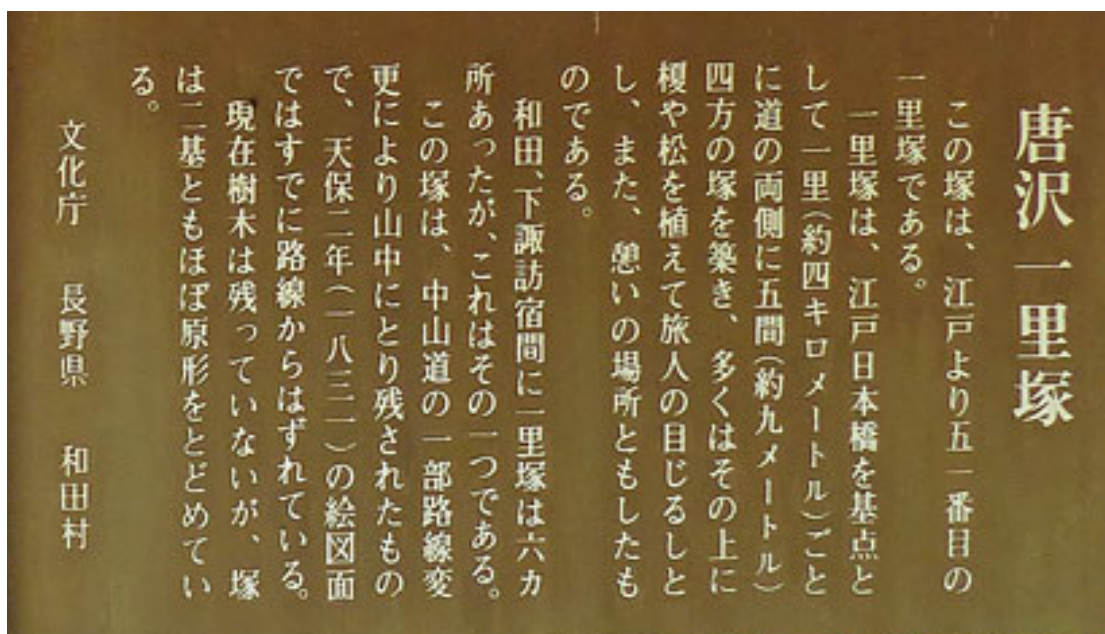 唐沢一里塚
この塚は、江戸より五一番目の
一里塚である。
一里塚は、江戸日本橋を基点と
して一里（約四キロメートル）ごと
に道の両側に五間（約九メートル）
四方の塚を築き、多くはその上に
榎や松を植えて旅人の目じるしと
し、また、憩いの場所ともしたも
のである。
和田、下諏訪宿間に一里塚は六カ
所あったが、これはその一つである。
この塚は、中山道の一部路線変
更により山中にとり残されたもの
で、天保二年（一八三一）の絵図面
ではすでに路線からはずれている。
現在樹木は残っていないが、塚
は二基ともほぼ原形をとどめてい
る。
文化庁 長野県 和田村